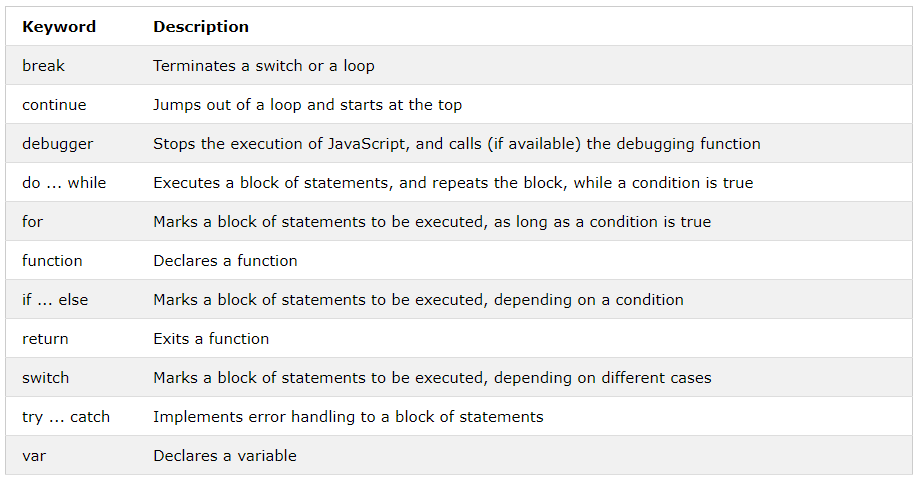 Keyword Description
break Terminates a switch or a loop
continue Jumps out of a loop and starts at the top
debugger Stops the execution of JavaScript, and calls (if available) the debugging function
do ... while Executes a block of statements, and repeats the block, while a condition is true
for Marks a block of statements to be executed, as long as a condition is true
function Declares a function
if ... else Marks a block of statements to be executed, depending on a condition
return Exits a function
switch Marks a block of statements to be executed, depending on different cases
try ... catch Implements error handling to a block of statements
var Declares a variable